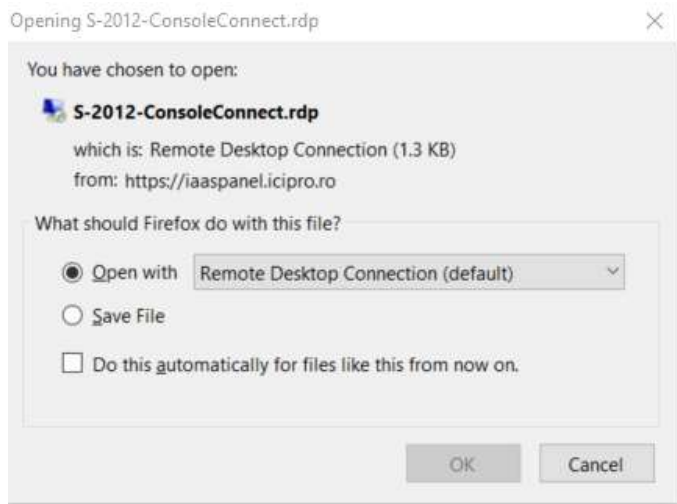 Opening S-2012-ConsoleConnect.rdp
You have chosen to open:
S-2012-ConsoleConnect.rdp
which is: Remote Desktop Connection (1.3 KB)
from: https://iaaspanel.icipro.ro
What should Firefox do with this file?
Open with Remote Desktop Connection (default)
Save File
Do this automatically for files like this from now on.
OK Cancel